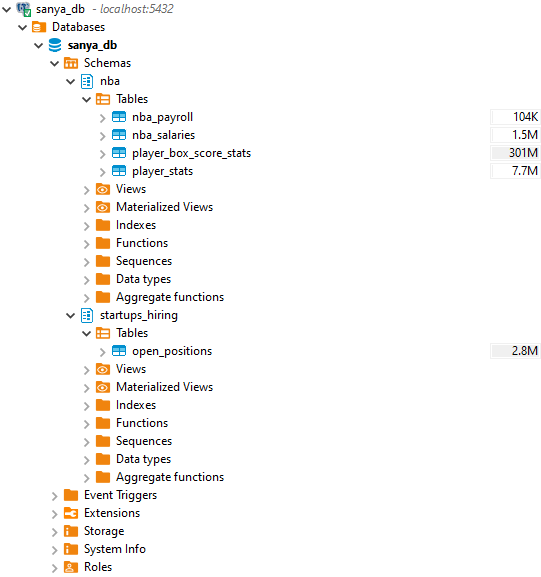 sanya_db - localhost:5432
Databases
sanya_db
Schemas
nba
Tables
nba_payroll 104K
nba_salaries 1.5M
player_box_score_stats 301M
player_stats 7.7M
Views
Materialized Views
Indexes
Functions
Sequences
Data types
Aggregate functions
startups_hiring
Tables
open_positions 2.8M
Views
Materialized Views
Indexes
Functions
Sequences
Data types
Aggregate functions
Event Triggers
Extensions
Storage
System Info
Roles